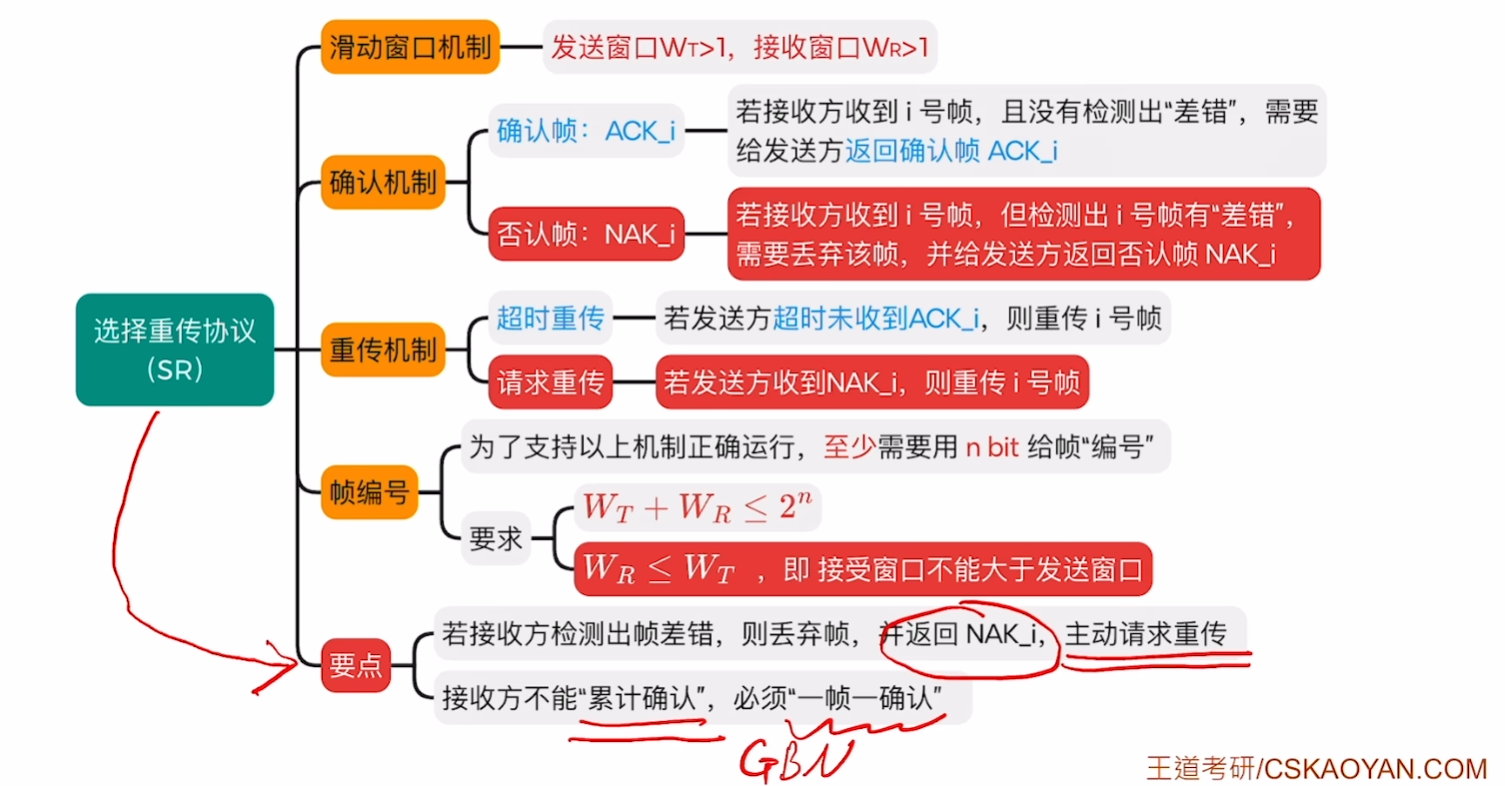 滑动窗口机制
发送窗口WT>1，接收窗口WR>1
确认机制
确认帧：ACK_i
若接收方收到 i 号帧，且没有检测出“差错”，需要
给发送方返回确认帧 ACK_i
否认帧：NAK_i
若接收方收到 i 号帧，但检测出 i 号帧有“差错”，
需要丢弃该帧，并给发送方返回否认帧 NAK_i
选择重传协议
（SR）
重传机制
超时重传
若发送方超时未收到ACK_i，则重传 i 号帧
请求重传
若发送方收到NAK_i，则重传 i 号帧
帧编号
为了支持以上机制正确运行，至少需要用 n bit 给帧“编号”
要求
W_T + W_R ≤ 2^n
W_R ≤ W_T ，即 接受窗口不能大于发送窗口
要点
若接收方检测出帧差错，则丢弃帧，并返回 NAK_i，主动请求重传
接收方不能“累计确认”，必须“一帧一确认”
GBN
王道考研/CSKAOYAN.COM